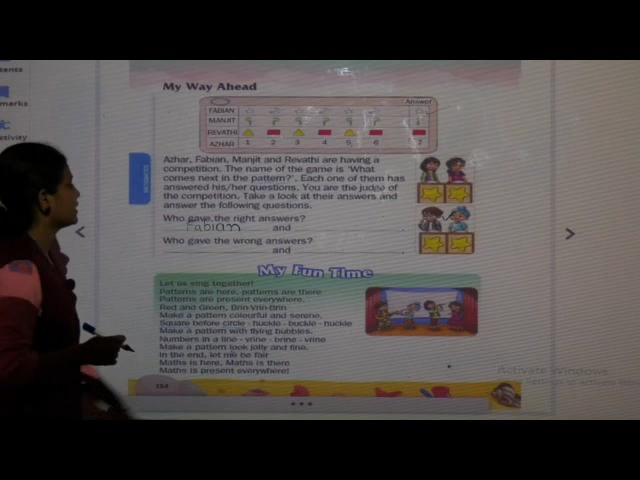 My Way Ahead
Answer
FABIAN
MANJIT
REVATHI
AZHAR 1 2 3 4 5 6
Azhar, Fabian, Manjit and Revathi are having a
competition. The name of the game is 'What
comes next in the pattern?'. Each one of them has
answered his/her questions. You are the judge of
the competition. Take a look at their answers and
answer the following questions.
Who gave the right answers?
Fabian and
Who gave the wrong answers?
and
My Fun Time
Let us sing together!
Patterns are here, patterns are there
Patterns are present everywhere.
Red and Green, Brin-Vrin-Brin
Make a pattern colourful and serene.
Square before circle - huckle - buckle - huckle
Make a pattern with flying bubbles.
Numbers in a line - vrine - brine - vrine
Make a pattern look jolly and fine.
In the end, let me be fair
Maths is here, Maths is there
Maths is present everywhere!
184
Activate Windows